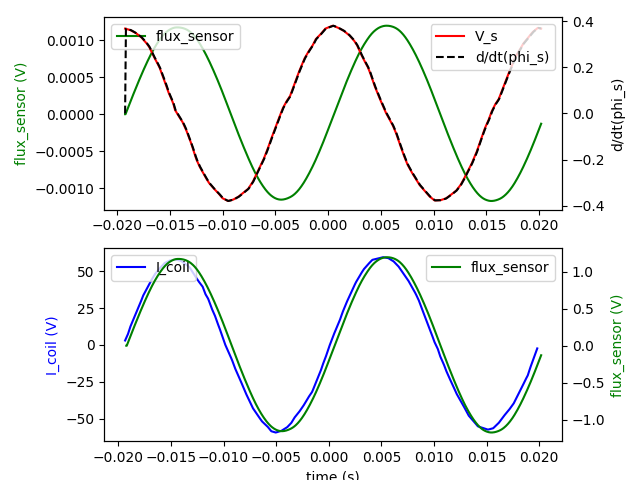 flux_sensor
V_s
d/dt(phi_s)
0.0010
0.0005
0.0000
−0.0005
−0.0010
flux_sensor (V)
0.4
0.2
0.0
−0.2
−0.4
d/dt(phi_s)
−0.020 −0.015 −0.010 −0.005 0.000 0.005 0.010 0.015 0.020
I_coil
flux_sensor
50
25
0
−25
−50
I_coil (V)
1.0
0.5
0.0
−0.5
−1.0
flux_sensor (V)
−0.020 −0.015 −0.010 −0.005 0.000 0.005 0.010 0.015 0.020
time (s)